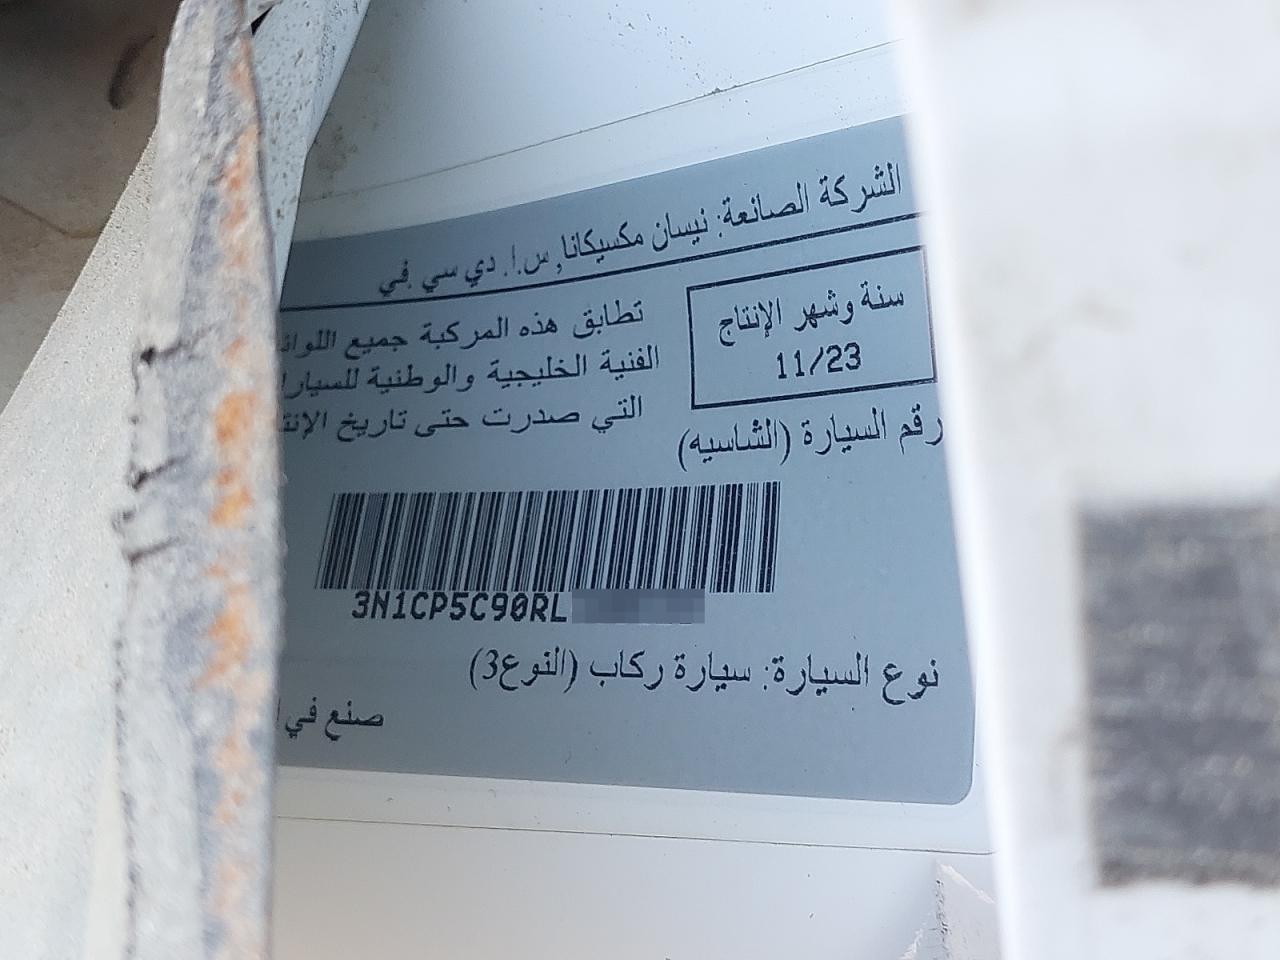 الشركة الصانعة: نيسان مكسيكانا, س.ا. دي سي .في
سنة وشهر الإنتاج
11/23
تطابق هذه المركبة جميع
الفنية الخليجية والوطنية
التي صدرت حتى تاريخ
رقم السيارة (الشاسيه)
3N1CP5C90RL
نوع السيارة: سيارة ركاب (النوع3)
صنع في